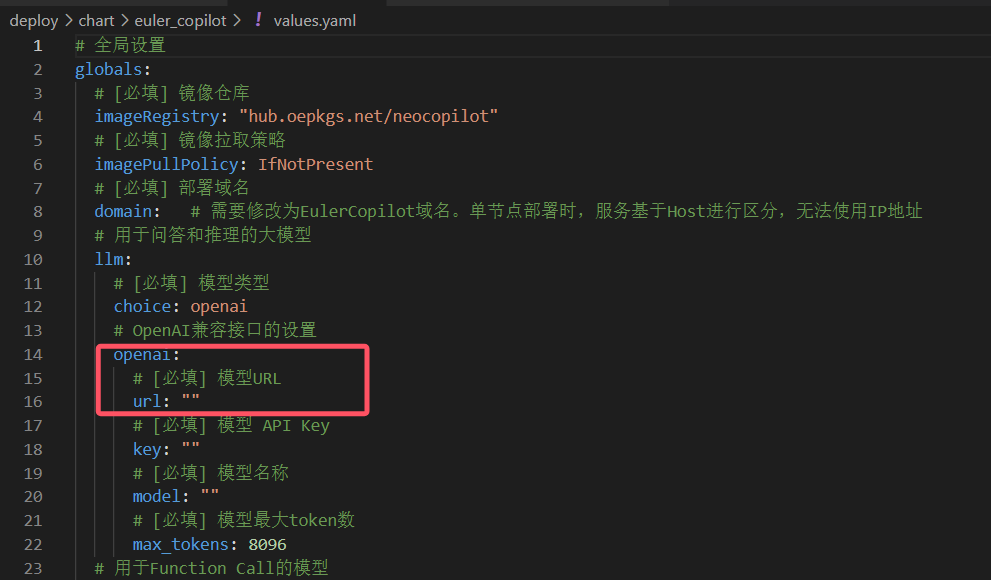 deploy > chart > euler_copilot > ! values.yaml
1 # 全局设置
2 globals:
3 # [必填] 镜像仓库
4 imageRegistry: "hub.oepkgs.net/neocopilot"
5 # [必填] 镜像拉取策略
6 imagePullPolicy: IfNotPresent
7 # [必填] 部署域名
8 domain: # 需要修改为EulerCopilot域名。单节点部署时，服务基于Host进行区分，无法使用IP地址
9 # 用于问答和推理的大模型
10 llm:
11 # [必填] 模型类型
12 choice: openai
13 # OpenAI兼容接口的设置
14 openai:
15 # [必填] 模型URL
16 url: ""
17 # [必填] 模型 API Key
18 key: ""
19 # [必填] 模型名称
20 model: ""
21 # [必填] 模型最大token数
22 max_tokens: 8096
23 # 用于Function Call的模型